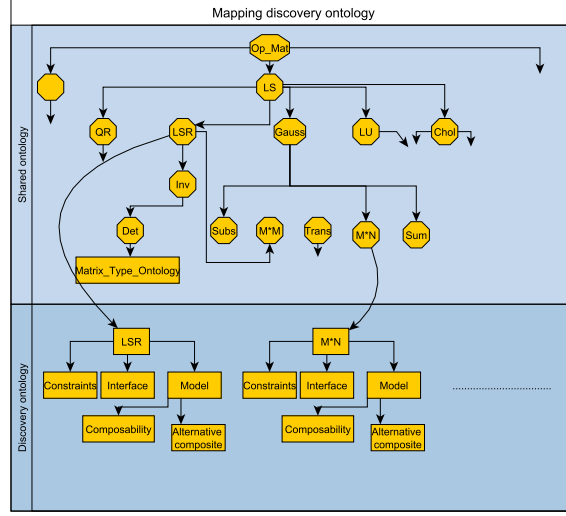 Mapping discovery ontology
Shared ontology
Op_Mat
LS
QR
LSR
Gauss
LU
Chol
Inv
Det
Subs
M*M
Trans
M*N
Sum
Matrix_Type_Ontology
Discovery ontology
LSR
M*N
Constraints
Interface
Model
Constraints
Interface
Model
Composability
Alternative
composite
Composability
Alternative
composite